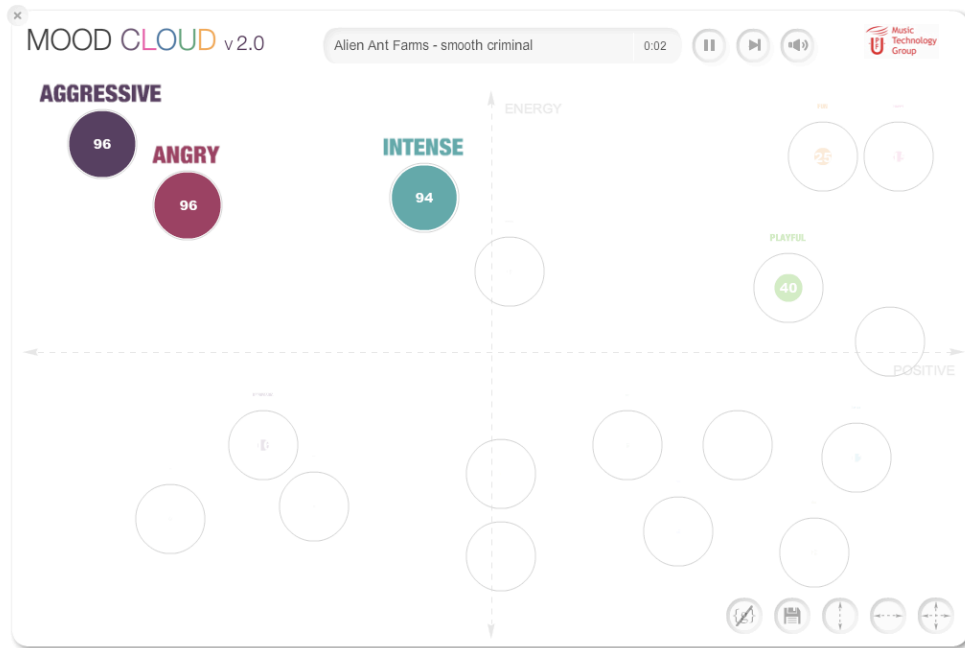 MOOD CLOUD v 2.0
Alien Ant Farms - smooth criminal
0:02
Music
Technology
Group
AGGRESSIVE
96
ANGRY
96
INTENSE
94
ENERGY
PLAYFUL
40
POSITIVE